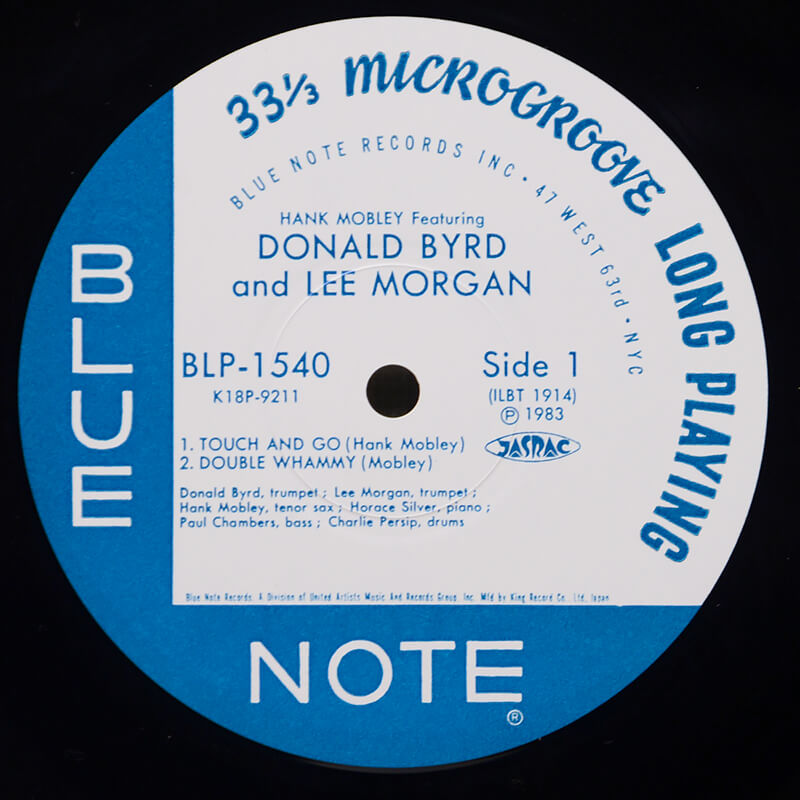 33⅓ MICROGROOVE LONG PLAYING
BLUE NOTE RECORDS INC • 47 WEST 63rd • NYC
HANK MOBLEY Featuring
DONALD BYRD
and LEE MORGAN
BLP-1540
Side 1
K18P-9211
(ILBT 1914)
Ⓟ 1983
JASRAC
1. TOUCH AND GO (Hank Mobley)
2. DOUBLE WHAMMY (Mobley)
Donald Byrd, trumpet ; Lee Morgan, trumpet ;
Hank Mobley, tenor sax ; Horace Silver, piano ;
Paul Chambers, bass ; Charlie Persip, drums
Blue Note Records. A Division of United Artists Music And Records Group, Inc. Mfd by King Record Co. Ltd, Japan
BLUE
NOTE
®